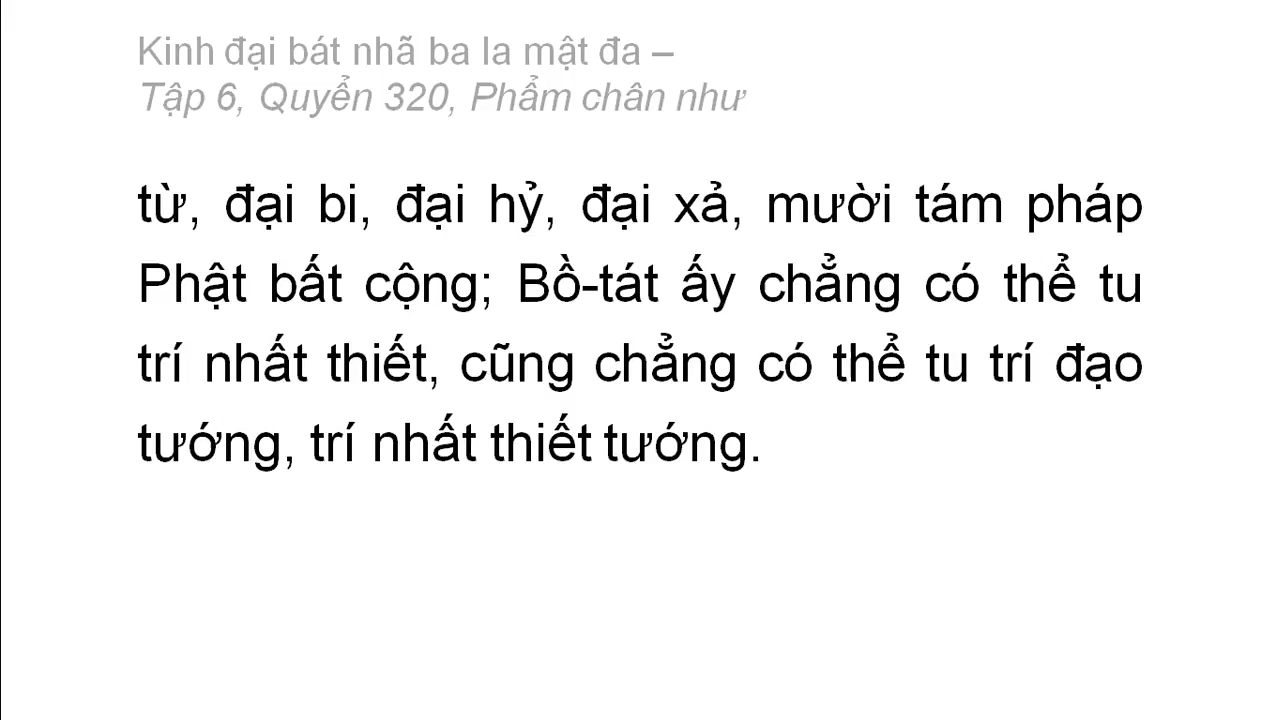 Kinh đại bát nhã ba la mật đa –
Tập 6, Quyển 320, Phẩm chân như
từ, đại bi, đại hỷ, đại xả, mười tám pháp
Phật bất cộng; Bồ-tát ấy chẳng có thể tu
trí nhất thiết, cũng chẳng có thể tu trí đạo
tướng, trí nhất thiết tướng.